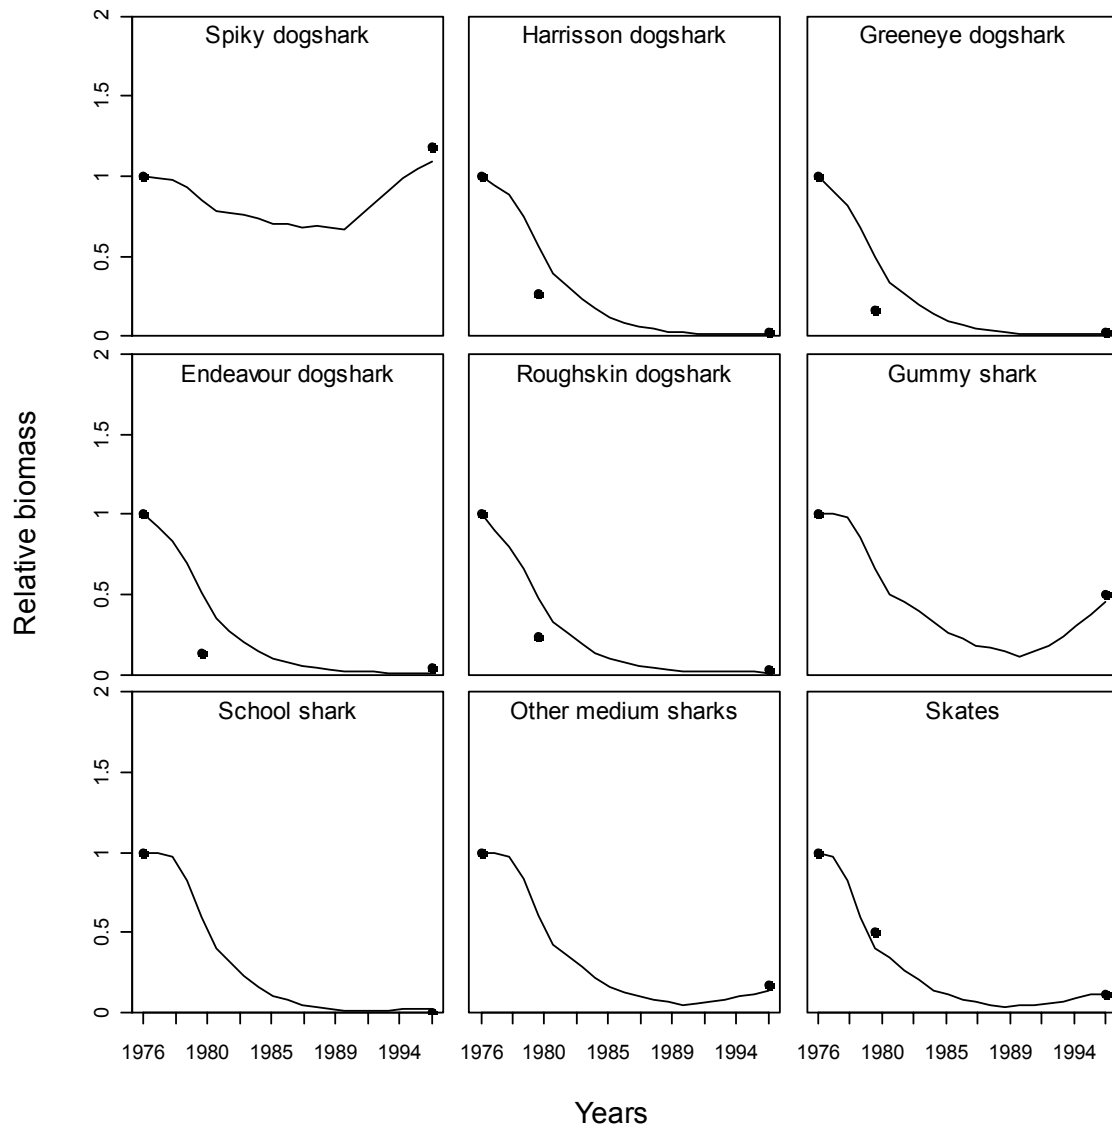 Spiky dogshark
Harrisson dogshark
Greeneye dogshark
2
1.5
1
0.5
0
Endeavour dogshark
Roughskin dogshark
Gummy shark
2
1.5
1
0.5
0
School shark
Other medium sharks
Skates
2
1.5
1
0.5
0
1976 1980 1985 1989 1994
1976 1980 1985 1989 1994
1976 1980 1985 1989 1994
Relative biomass
Years